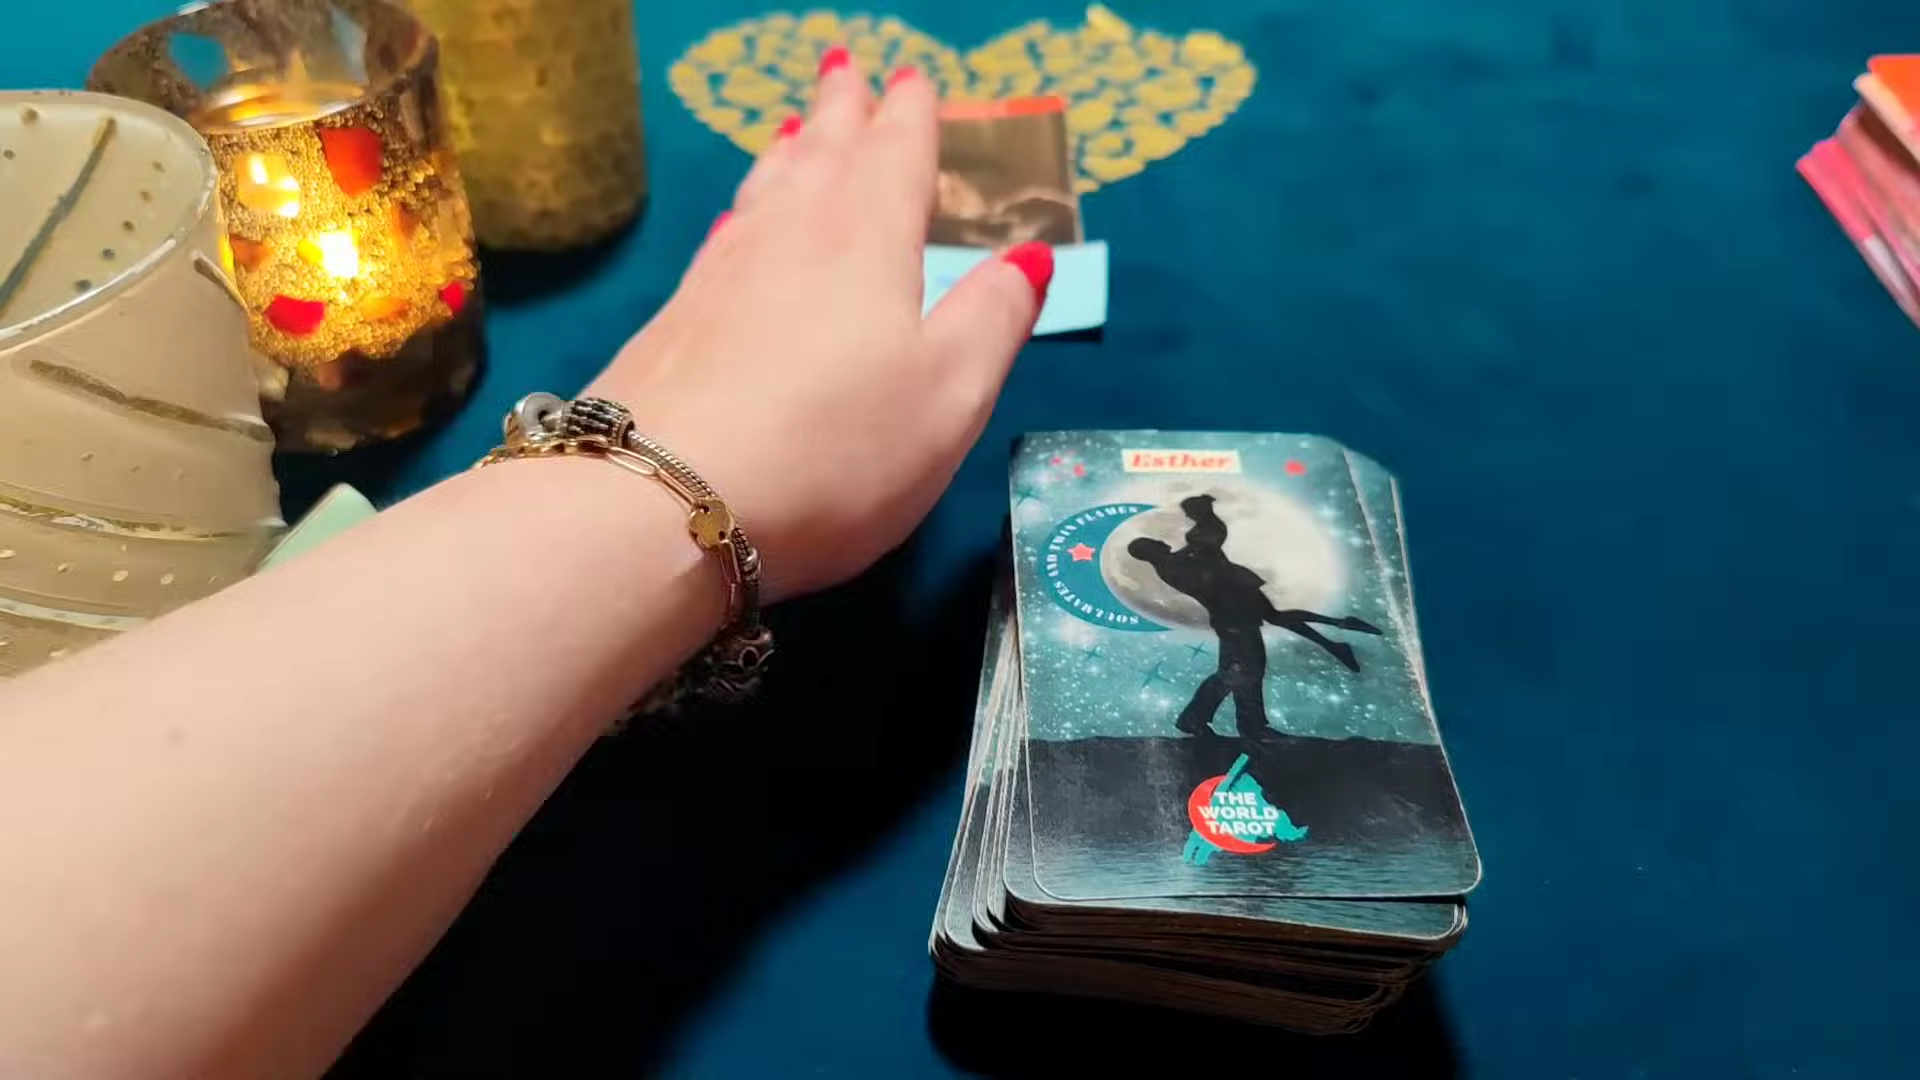 Esther
SOULMATES AND TWIN FLAMES
THE
WORLD
TAROT